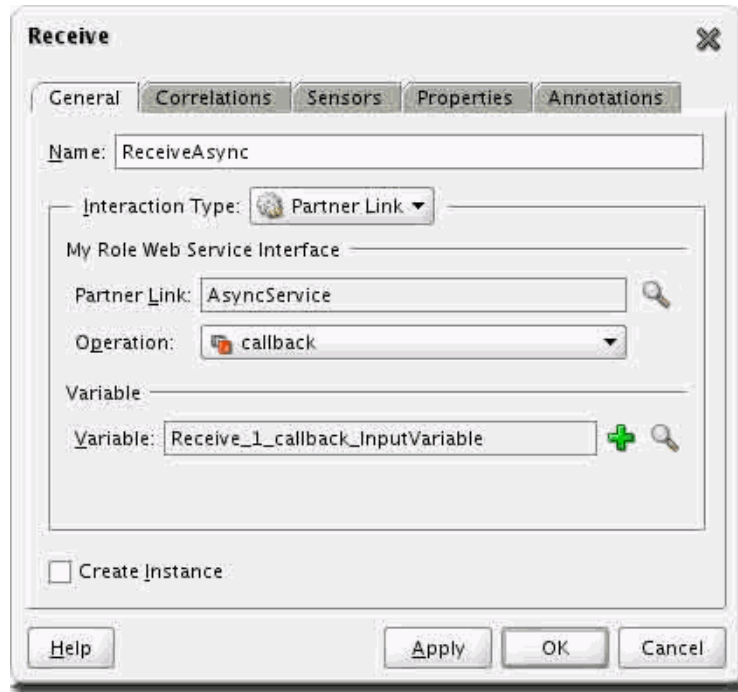 Receive
General Correlations Sensors Properties Annotations
Name: ReceiveAsync
Interaction Type: Partner Link
My Role Web Service Interface
Partner Link: AsyncService
Operation: callback
Variable
Variable: Receive_1_callback_InputVariable
Create Instance
Help Apply OK Cancel